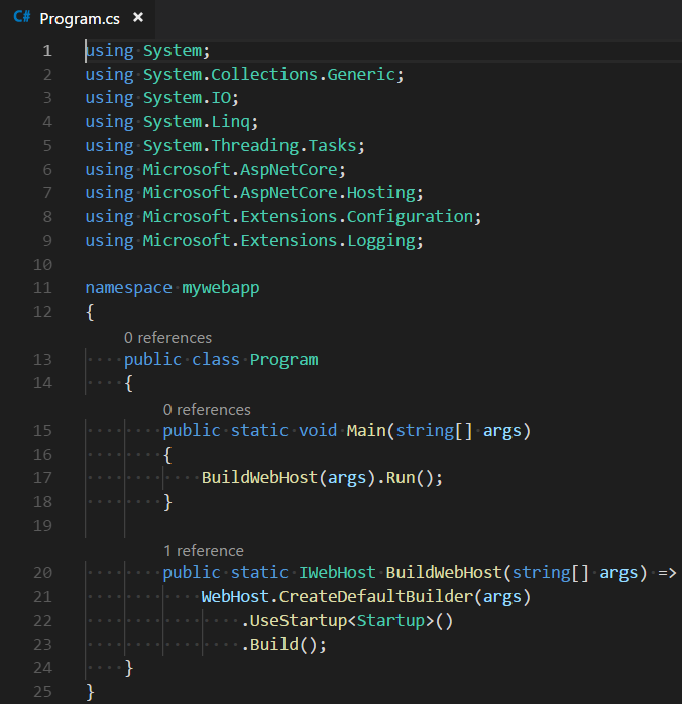 C# Program.cs ×
1 using System;
2 using System.Collections.Generic;
3 using System.IO;
4 using System.Linq;
5 using System.Threading.Tasks;
6 using Microsoft.AspNetCore;
7 using Microsoft.AspNetCore.Hosting;
8 using Microsoft.Extensions.Configuration;
9 using Microsoft.Extensions.Logging;
10
11 namespace mywebapp
12 {
0 references
13     public class Program
14     {
0 references
15         public static void Main(string[] args)
16         {
17             BuildWebHost(args).Run();
18         }
19
1 reference
20         public static IWebHost BuildWebHost(string[] args) =>
21             WebHost.CreateDefaultBuilder(args)
22                 .UseStartup<Startup>()
23                 .Build();
24     }
25 }